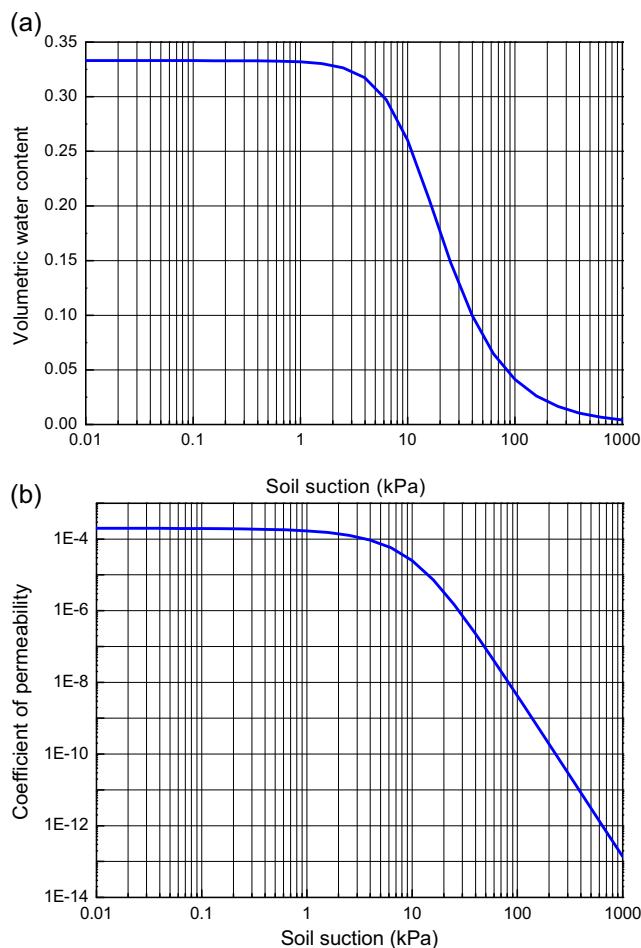 (a)
0.35
0.30
0.25
0.20
0.15
0.10
0.05
0.00
Volumetric water content
0.01 0.1 1 10 100 1000
Soil suction (kPa)
(b)
1E-4
1E-6
1E-8
1E-10
1E-12
1E-14
Coefficient of permeability
0.01 0.1 1 10 100 1000
Soil suction (kPa)